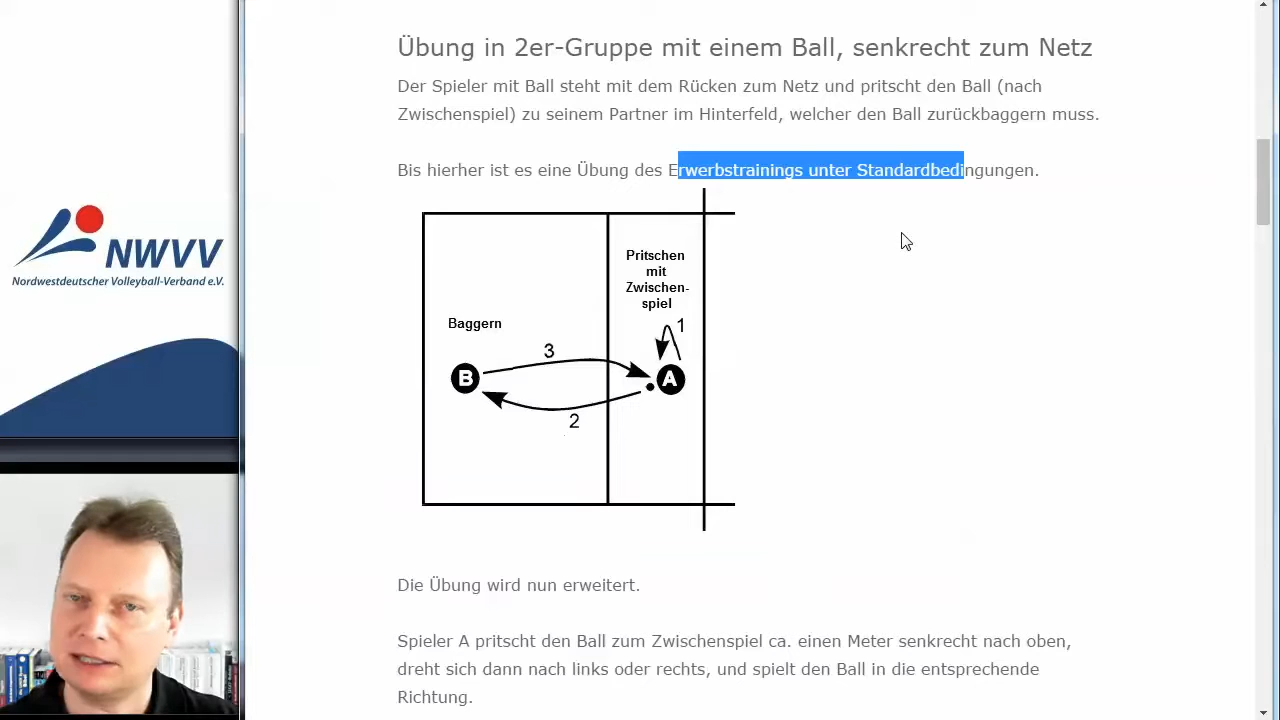 Übung in 2er-Gruppe mit einem Ball, senkrecht zum Netz
Der Spieler mit Ball steht mit dem Rücken zum Netz und pritscht den Ball (nach
Zwischenspiel) zu seinem Partner im Hinterfeld, welcher den Ball zurückbaggern muss.
Bis hierher ist es eine Übung des Erwerbstrainings unter Standardbedingungen.
NWVV
Nordwestdeutscher Volleyball-Verband e.V.
Pritschen
mit
Zwischen-
spiel
Baggern
1
3
B
A
2
Die Übung wird nun erweitert.
Spieler A pritscht den Ball zum Zwischenspiel ca. einen Meter senkrecht nach oben,
dreht sich dann nach links oder rechts, und spielt den Ball in die entsprechende
Richtung.